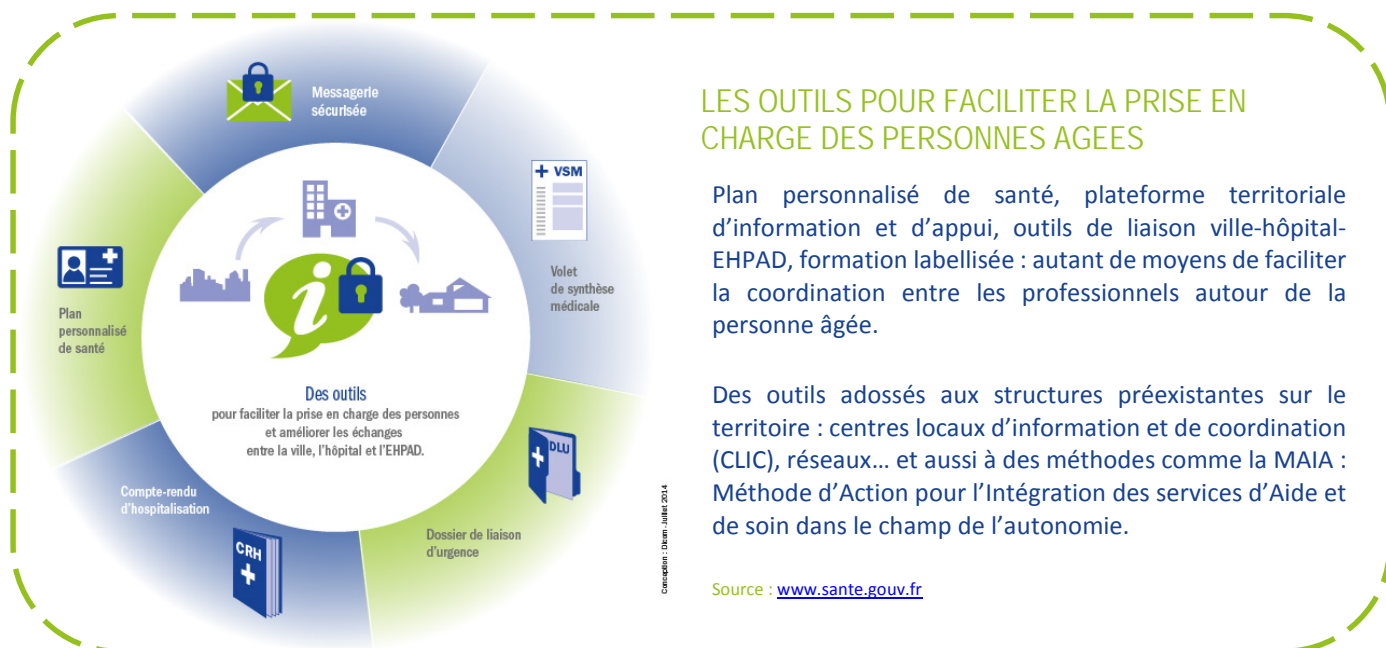 Messagerie
sécurisée
+ VSM
Volet
de synthèse
médicale
DLU
Dossier de liaison
d'urgence
CRH
Compte-rendu
d'hospitalisation
Plan
personnalisé
de santé
i
Des outils
pour faciliter la prise en charge des personnes
et améliorer les échanges
entre la ville, l'hôpital et l'EHPAD.
Conception : Dicom - Juillet 2014
LES OUTILS POUR FACILITER LA PRISE EN
CHARGE DES PERSONNES AGEES
Plan personnalisé de santé, plateforme territoriale
d’information et d’appui, outils de liaison ville-hôpital-
EHPAD, formation labellisée : autant de moyens de faciliter
la coordination entre les professionnels autour de la
personne âgée.
Des outils adossés aux structures préexistantes sur le
territoire : centres locaux d’information et de coordination
(CLIC), réseaux… et aussi à des méthodes comme la MAIA :
Méthode d’Action pour l’Intégration des services d’Aide et
de soin dans le champ de l’autonomie.
Source : www.sante.gouv.fr